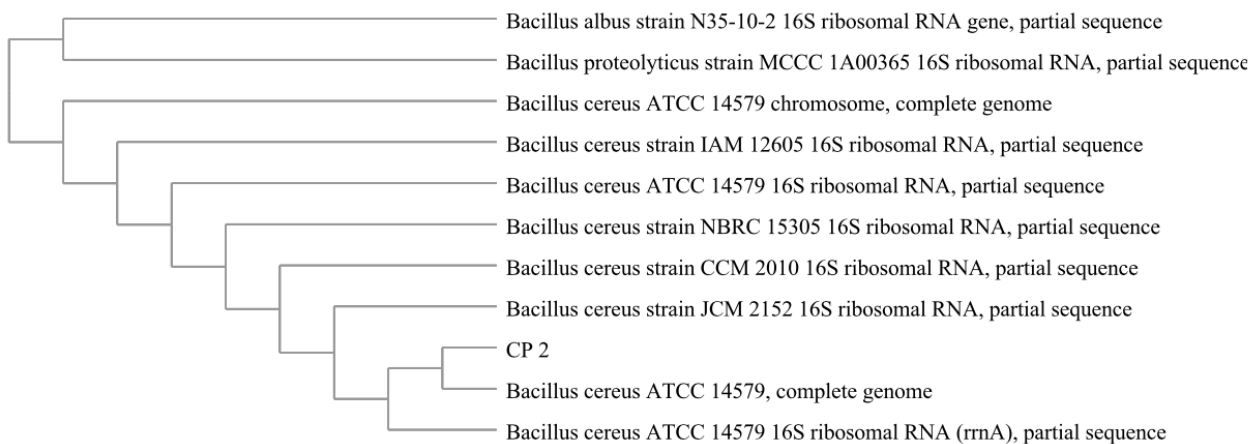 Bacillus albus strain N35-10-2 16S ribosomal RNA gene, partial sequence
Bacillus proteolyticus strain MCCC 1A00365 16S ribosomal RNA, partial sequence
Bacillus cereus ATCC 14579 chromosome, complete genome
Bacillus cereus strain IAM 12605 16S ribosomal RNA, partial sequence
Bacillus cereus ATCC 14579 16S ribosomal RNA, partial sequence
Bacillus cereus strain NBRC 15305 16S ribosomal RNA, partial sequence
Bacillus cereus strain CCM 2010 16S ribosomal RNA, partial sequence
Bacillus cereus strain JCM 2152 16S ribosomal RNA, partial sequence
CP 2
Bacillus cereus ATCC 14579, complete genome
Bacillus cereus ATCC 14579 16S ribosomal RNA (rrnA), partial sequence